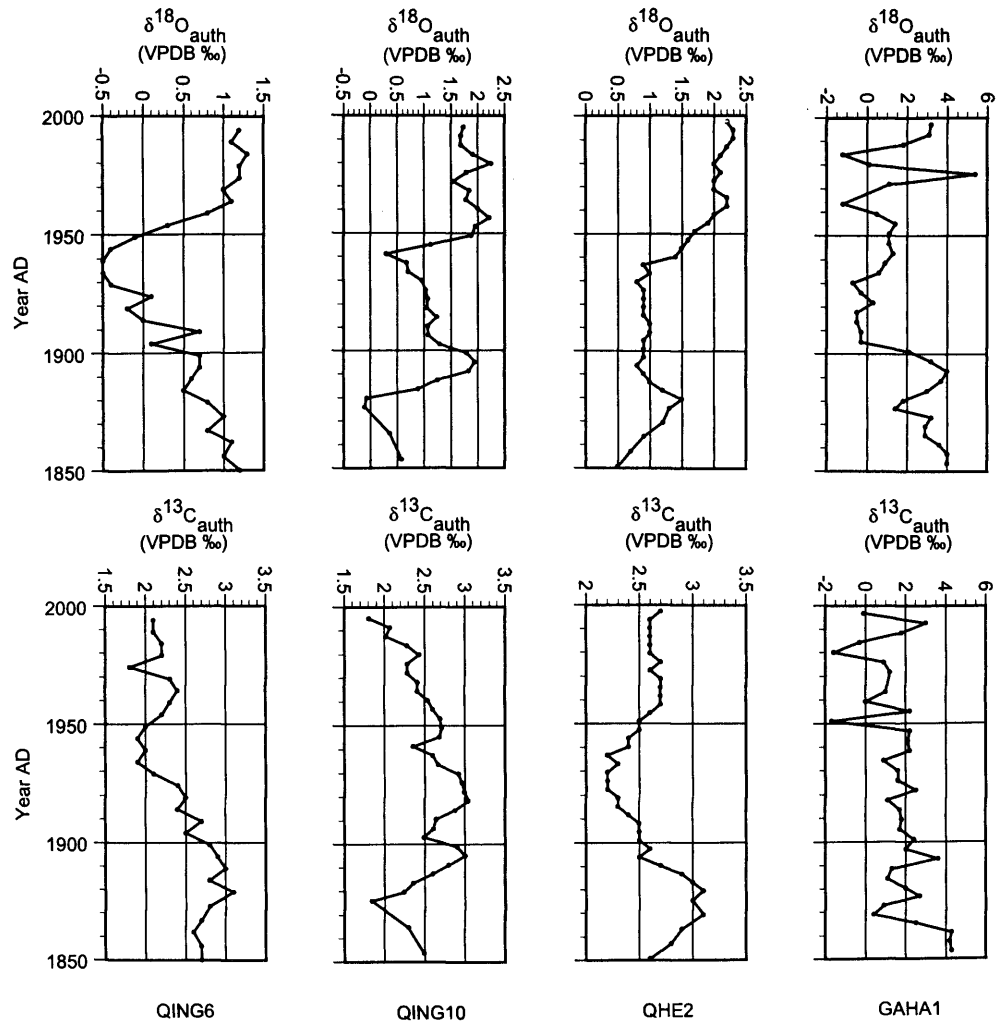 δ18Oauth δ18Oauth δ18Oauth δ18Oauth
(VPDB ‰) (VPDB ‰) (VPDB ‰) (VPDB ‰)
-0.5 0 0.5 1 1.5 -0.5 0 0.5 1 1.5 2 2.5 0.5 1 1.5 2 2.5 -2 0 2 4 6
2000
1950
1900
1850
Year AD
δ13Cauth δ13Cauth δ13Cauth δ13Cauth
(VPDB ‰) (VPDB ‰) (VPDB ‰) (VPDB ‰)
1.5 2 2.5 3 3.5 1.5 2 2.5 3 3.5 2 2.5 3 3.5 -2 0 2 4 6
2000
1950
1900
1850
Year AD
QING6 QING10 QHE2 GAHA1